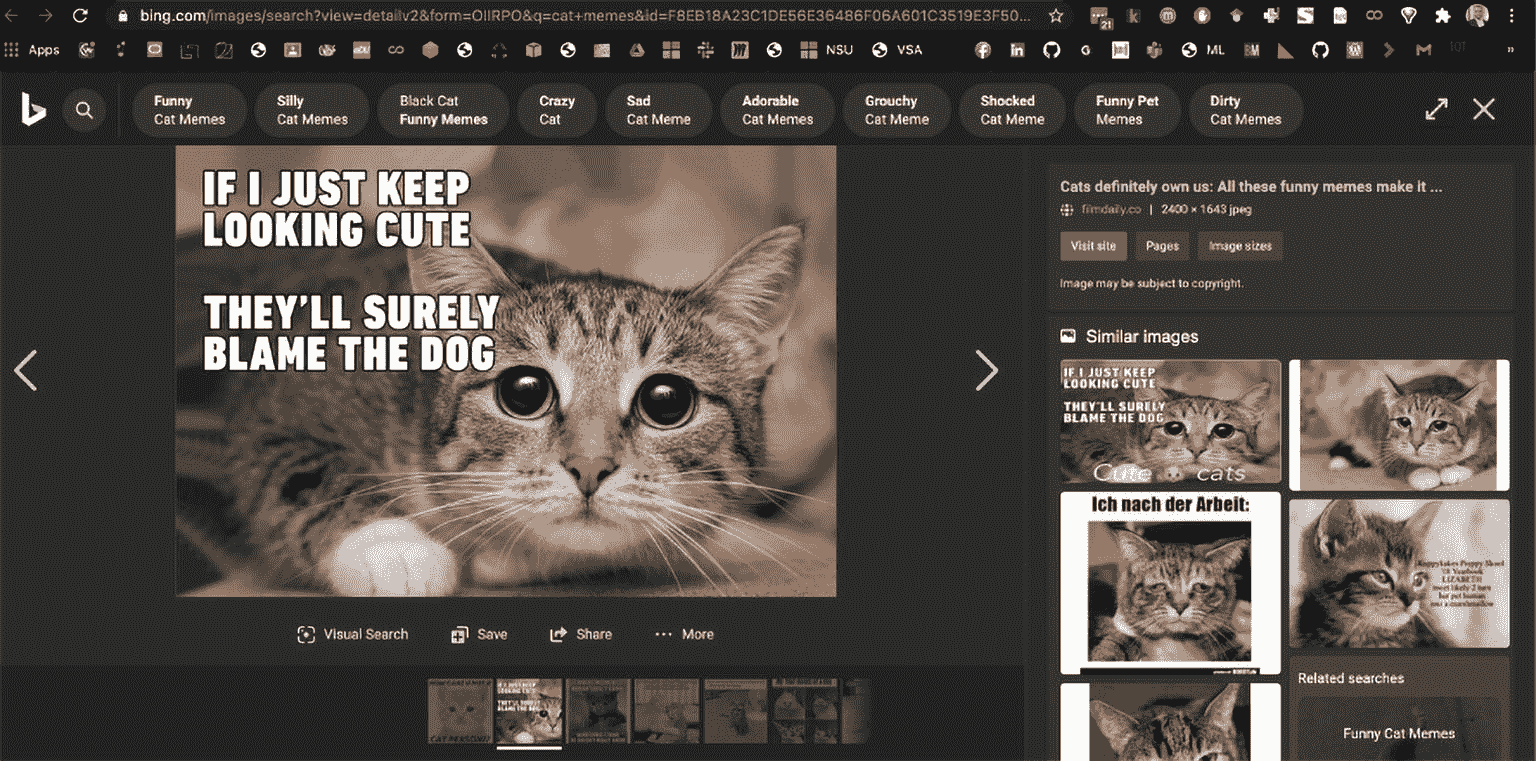 bing.com/images/search?view=detailv2&form=OIIRPO&q=cat+memes&id=F8EB18A23C1DE56E36486F06A601C3519E3F50...
21
Apps
NSU
VSA
ML
Funny
Cat Memes
Silly
Cat Memes
Black Cat
Funny Memes
Crazy
Cat
Sad
Cat Meme
Adorable
Cat Memes
Grouchy
Cat Meme
Shocked
Cat Meme
Funny Pet
Memes
Dirty
Cat Memes
IF I JUST KEEP
LOOKING CUTE
THEY'LL SURELY
BLAME THE DOG
Visual Search
Save
Share
More
Cats definitely own us: All these funny memes make it ...
filmdaily.co | 2400 × 1643 jpeg
Visit site
Pages
Image sizes
Image may be subject to copyright.
Similar images
IF I JUST KEEP
LOOKING CUTE
THEY'LL SURELY
BLAME THE DOG
Cute cats
Ich nach der Arbeit:
Related searches
Funny Cat Memes